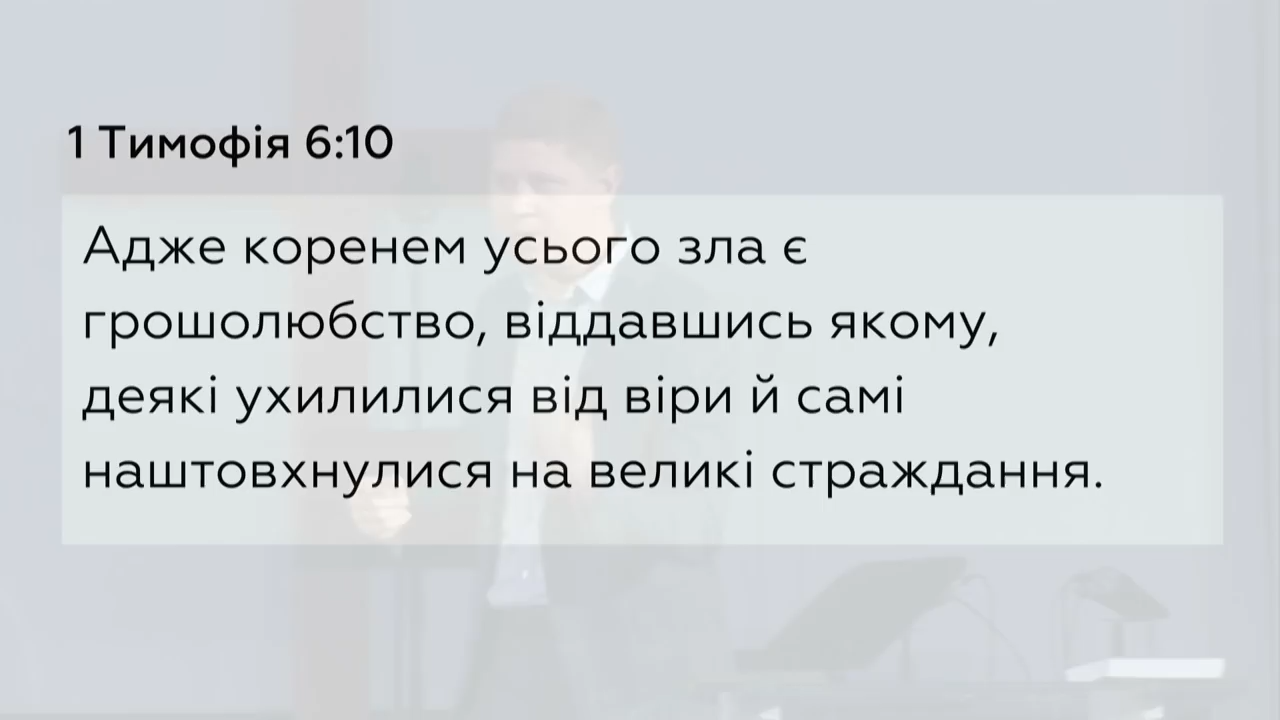 1 Тимофія 6:10
Адже коренем усього зла є
грошолюбство, віддавшись якому,
деякі ухилилися від віри й самі
наштовхнулися на великі страждання.